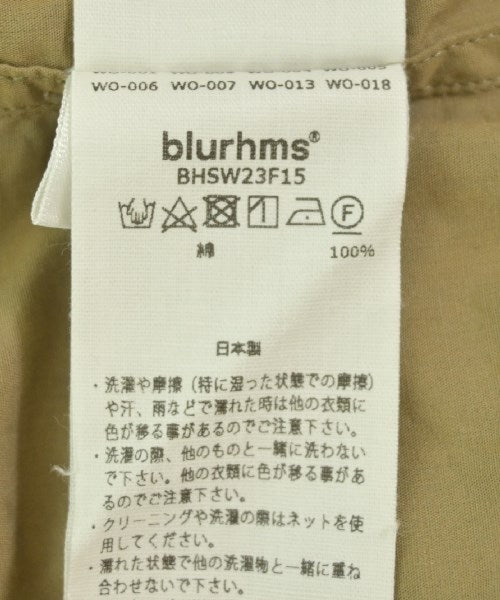 WO-006 WO-007 WO-013 WO-018
blurhms®
BHSW23F15
F
綿 100%
日本製
・洗濯や摩擦(特に湿った状態での摩擦)
や汗、雨などで濡れた時は他の衣類に
色が移る事があるのでご注意下さい。
・洗濯の際、他のものと一緒に洗わない
で下さい。他の衣類に色が移る事があ
るのでご注意下さい。
・クリーニングや洗濯の際はネットを使
用してください。
・濡れた状態で他の洗濯物と一緒に重ね
合わせないで下さい。